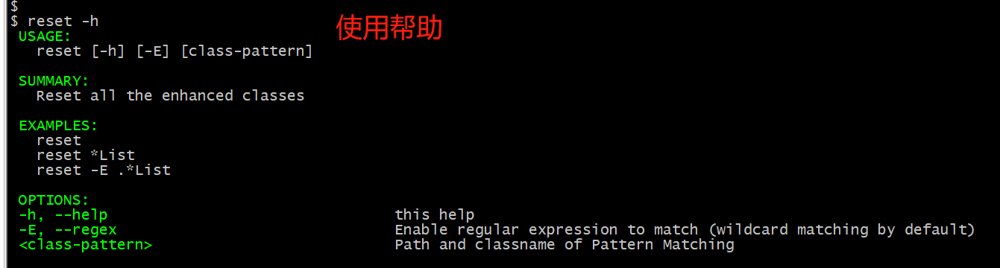 $
$ reset -h
使用帮助
USAGE:
reset [-h] [-E] [class-pattern]
SUMMARY:
Reset all the enhanced classes
EXAMPLES:
reset
reset *List
reset -E .*List
OPTIONS:
-h, --help this help
-E, --regex Enable regular expression to match (wildcard matching by default)
<class-pattern> Path and classname of Pattern Matching